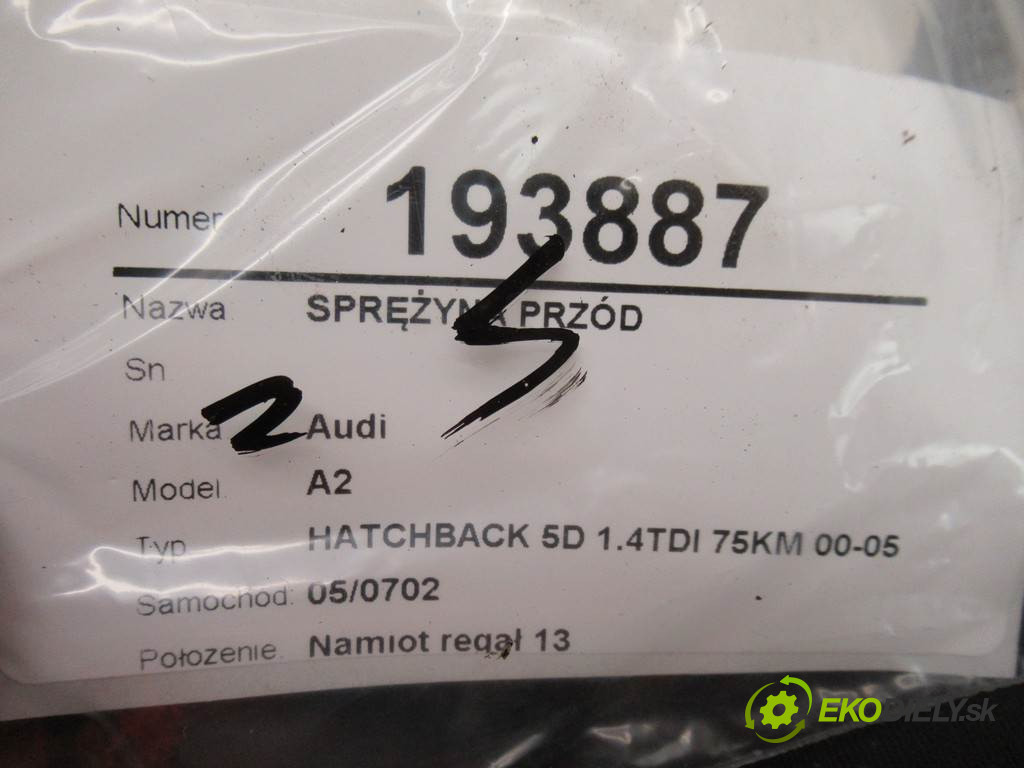 Numer 193887
Nazwa SPRĘŻYNA PRZÓD
Sn
Marka 2 Audi
Model A2
Typ HATCHBACK 5D 1.4TDI 75KM 00-05
Samochód: 05/0702
Położenie Namiot regał 13
EKODIELY.sk